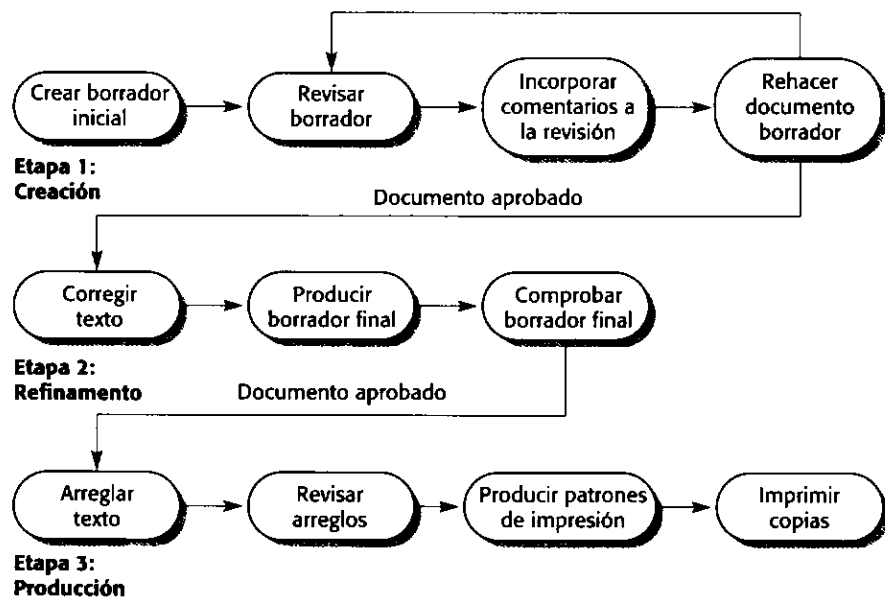 Crear borrador
inicial
Revisar
borrador
Incorporar
comentarios a
la revisión
Rehacer
documento
borrador
Etapa 1:
Creación
Documento aprobado
Corregir
texto
Producir
borrador final
Comprobar
borrador final
Etapa 2:
Refinamento
Documento aprobado
Arreglar
texto
Revisar
arreglos
Producir patrones
de impresión
Imprimir
copias
Etapa 3:
Producción